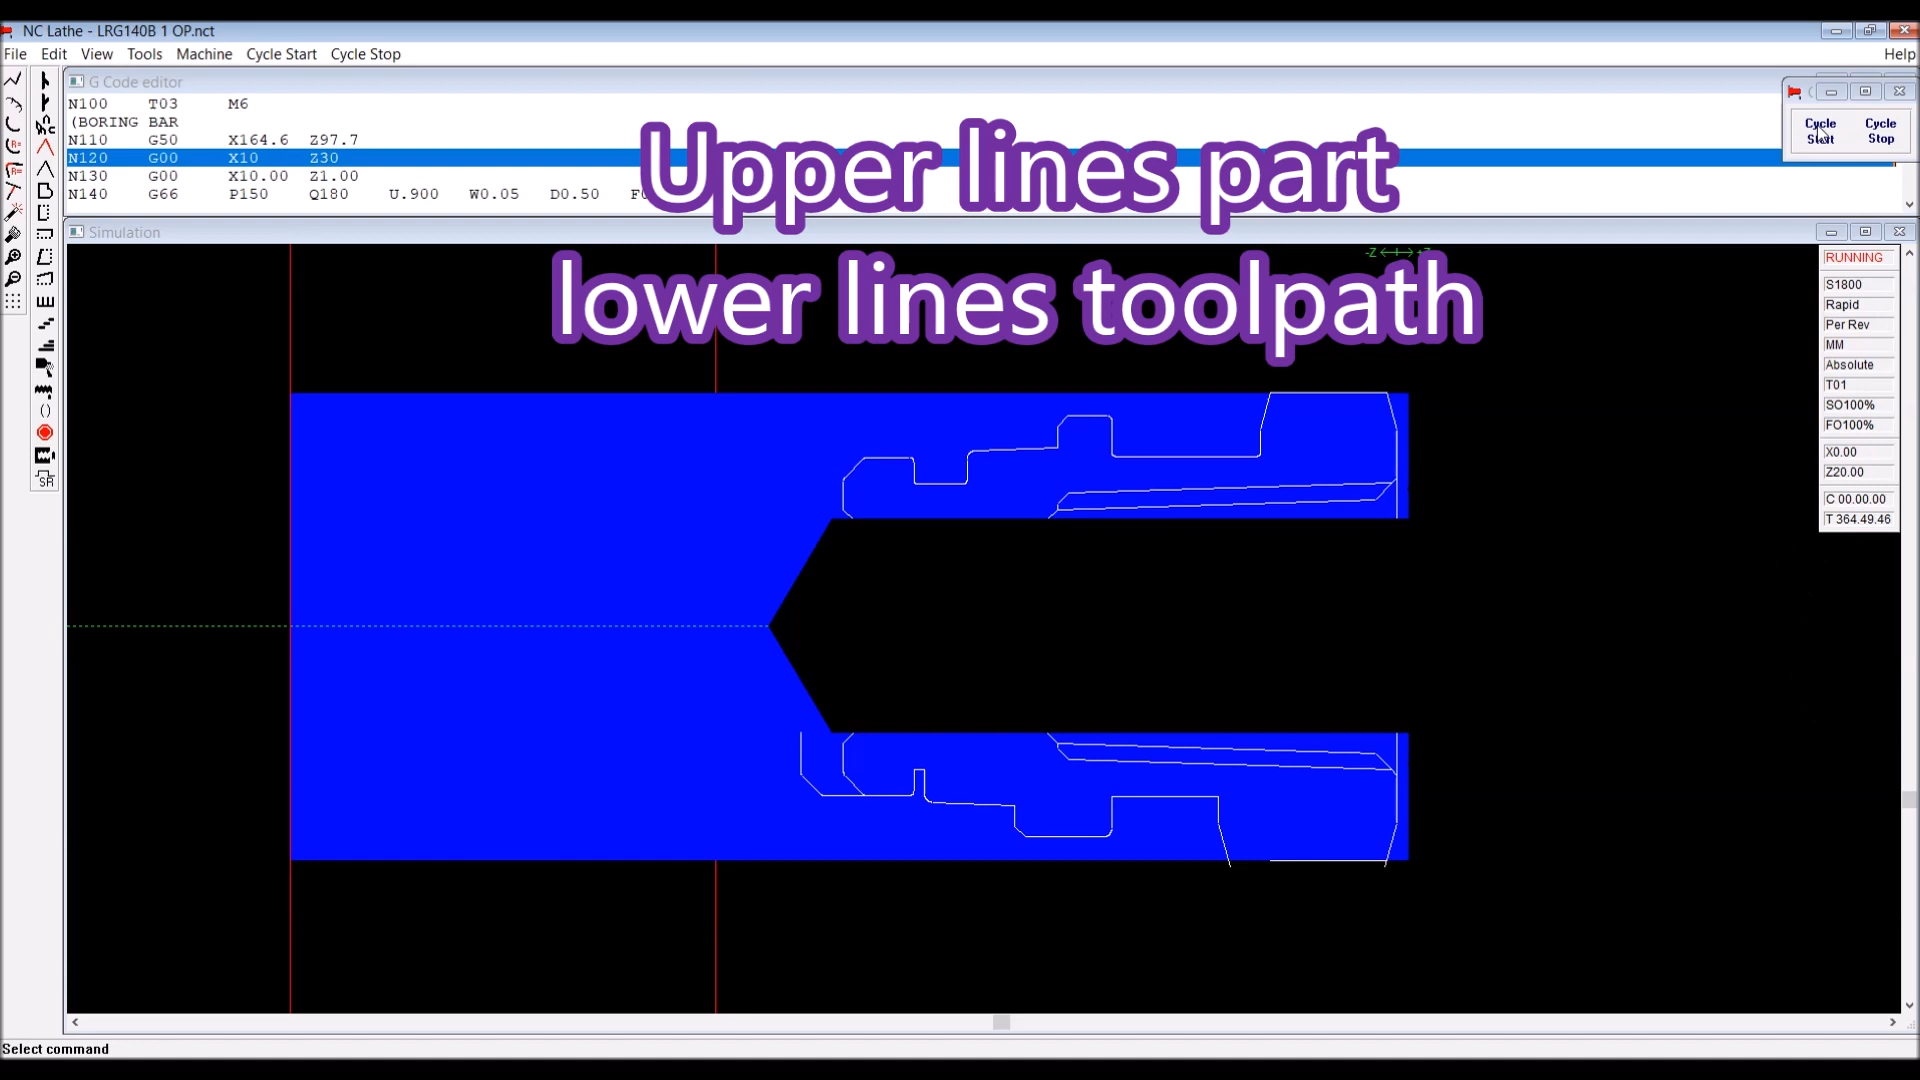 NC Lathe - LRG140B 1 OP.nct
File Edit View Tools Machine Cycle Start Cycle Stop Help
G Code editor
N100 T03 M6
(BORING BAR
N110 G50 X164.6 Z97.7
N120 G00 X10 Z30
N130 G00 X10.00 Z1.00
N140 G66 P150 Q180 U.900 W0.05 D0.50
Cycle Start
Cycle Stop
Upper lines part
lower lines toolpath
Simulation
RUNNING
S1800
Rapid
Per Rev
MM
Absolute
T01
SO100%
FO100%
X0.00
Z20.00
C 00.00.00
T 364.49.46
SR
Select command